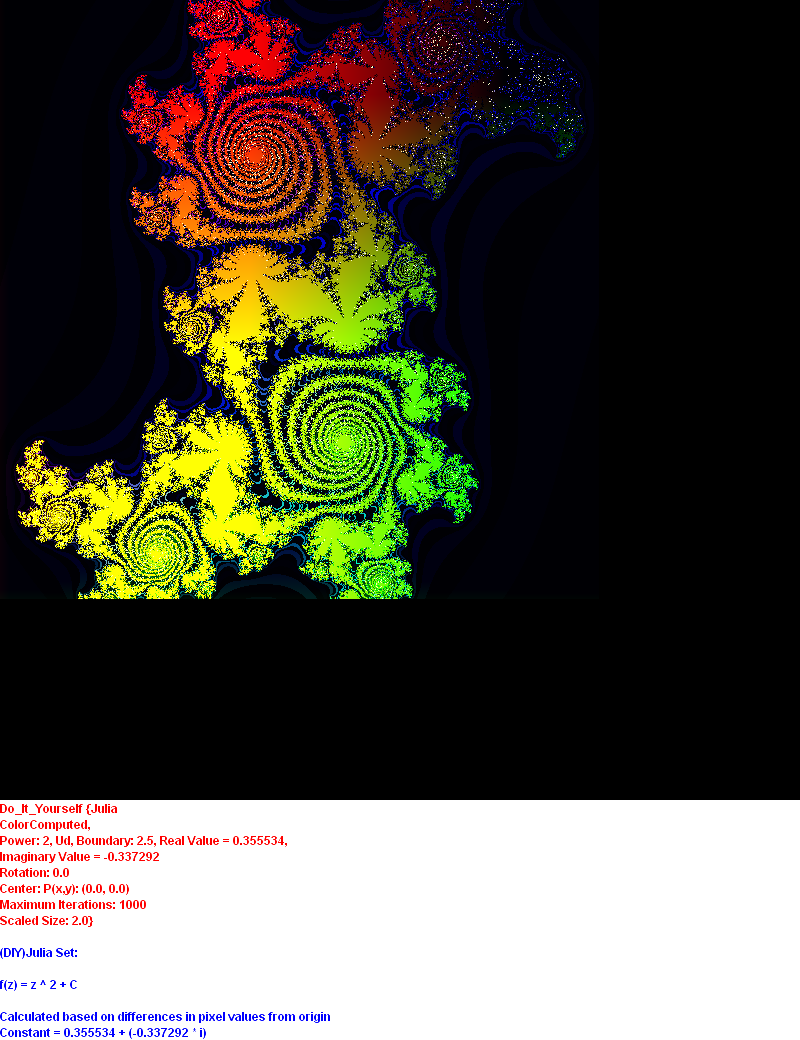 Do_It_Yourself {Julia
ColorComputed,
Power: 2, Ud, Boundary: 2.5, Real Value = 0.355534,
Imaginary Value = -0.337292
Rotation: 0.0
Center: P(x,y): (0.0, 0.0)
Maximum Iterations: 1000
Scaled Size: 2.0}
(DIY)Julia Set:
f(z) = z ^ 2 + C
Calculated based on differences in pixel values from origin
Constant = 0.355534 + (-0.337292 * i)